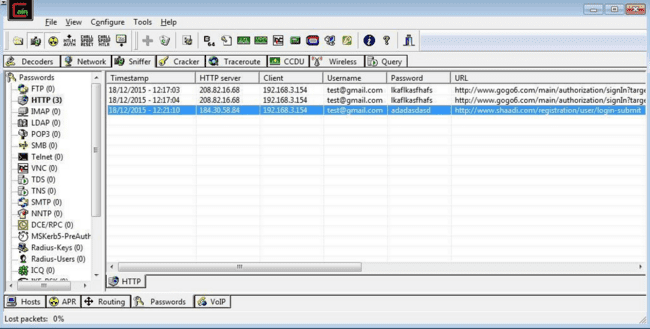 Cain
File View Configure Tools Help
Decoders Network Sniffer Cracker Traceroute CCDU Wireless Query
Passwords
FTP (0)
HTTP (3)
IMAP (0)
LDAP (0)
POP3 (0)
SMB (0)
Telnet (0)
VNC (0)
TDS (0)
TNS (0)
SMTP (0)
NNTP (0)
DCE/RPC (0)
MSKerb5-PreAuth
Radius-Keys (0)
Radius-Users (0)
ICQ (0)
Timestamp HTTP server Client Username Password URL
18/12/2015 - 12:17:03 208.82.16.68 192.168.3.154 test@gmail.com lkaflkasfhafs http://www.gogo6.com/main/authorization/signIn?targe
18/12/2015 - 12:17:04 208.82.16.68 192.168.3.154 test@gmail.com lkaflkasfhafs http://www.gogo6.com/main/authorization/signIn?targe
18/12/2015 - 12:21:10 184.30.58.84 192.168.3.154 test@gmail.com adadasdasd http://www.shaadi.com/registration/user/login-submit
HTTP
Hosts APR Routing Passwords VoIP
Lost packets: 0%